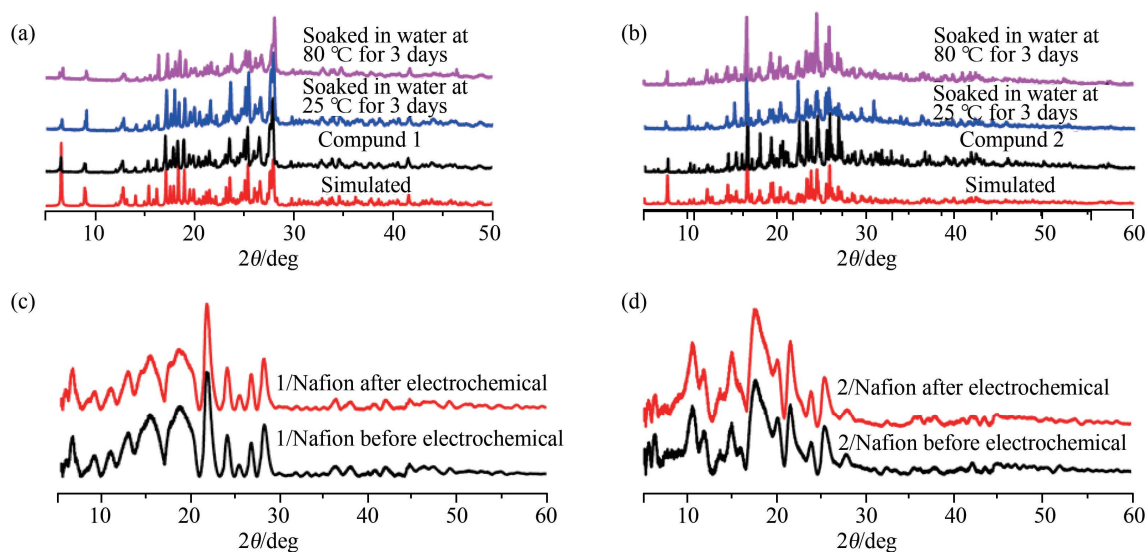 (a)
Soaked in water at
80 ℃ for 3 days
Soaked in water at
25 ℃ for 3 days
Compund 1
Simulated
10 20 30 40 50
2θ/deg
(b)
Soaked in water at
80 ℃ for 3 days
Soaked in water at
25 ℃ for 3 days
Compund 2
Simulated
10 20 30 40 50 60
2θ/deg
(c)
1/Nafion after electrochemical
1/Nafion before electrochemical
10 20 30 40 50 60
2θ/deg
(d)
2/Nafion after electrochemical
2/Nafion before electrochemical
10 20 30 40 50 60
2θ/deg